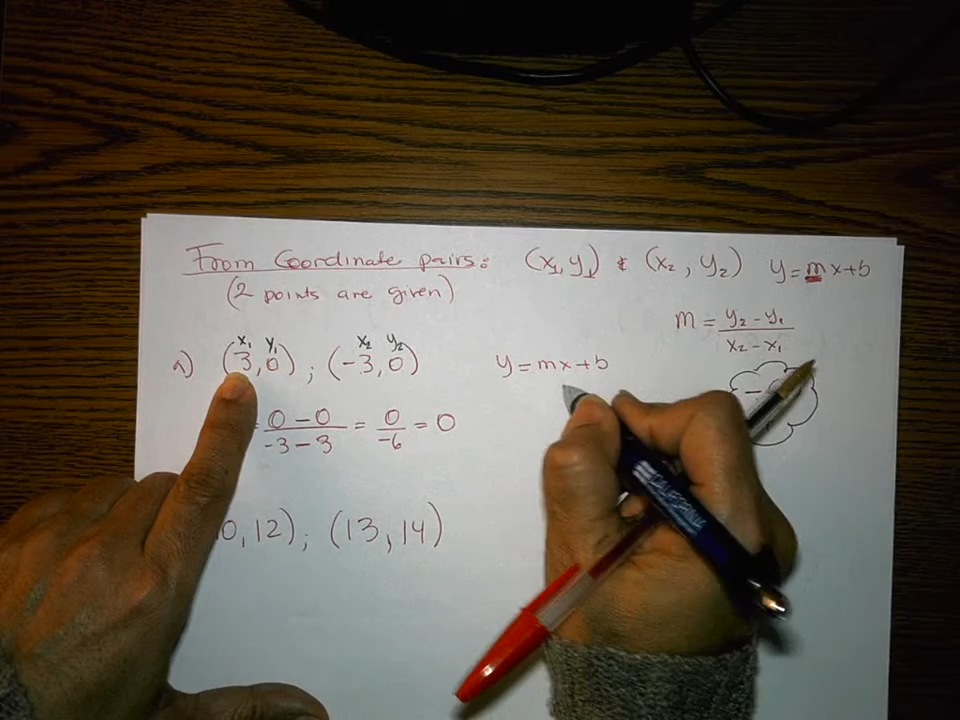 From Coordinate pairs: (x₁, y₁) & (x₂, y₂) y = mx+b
(2 points are given)
m = y₂ - y₁ / x₂ - x₁
x₁ y₁ x₂ y₂
a) (3,0) ; (-3,0) y = mx+b
= 0 - 0 / -3 - 3 = 0 / -6 = 0
0,12); (13,14)
CALIFORNIA